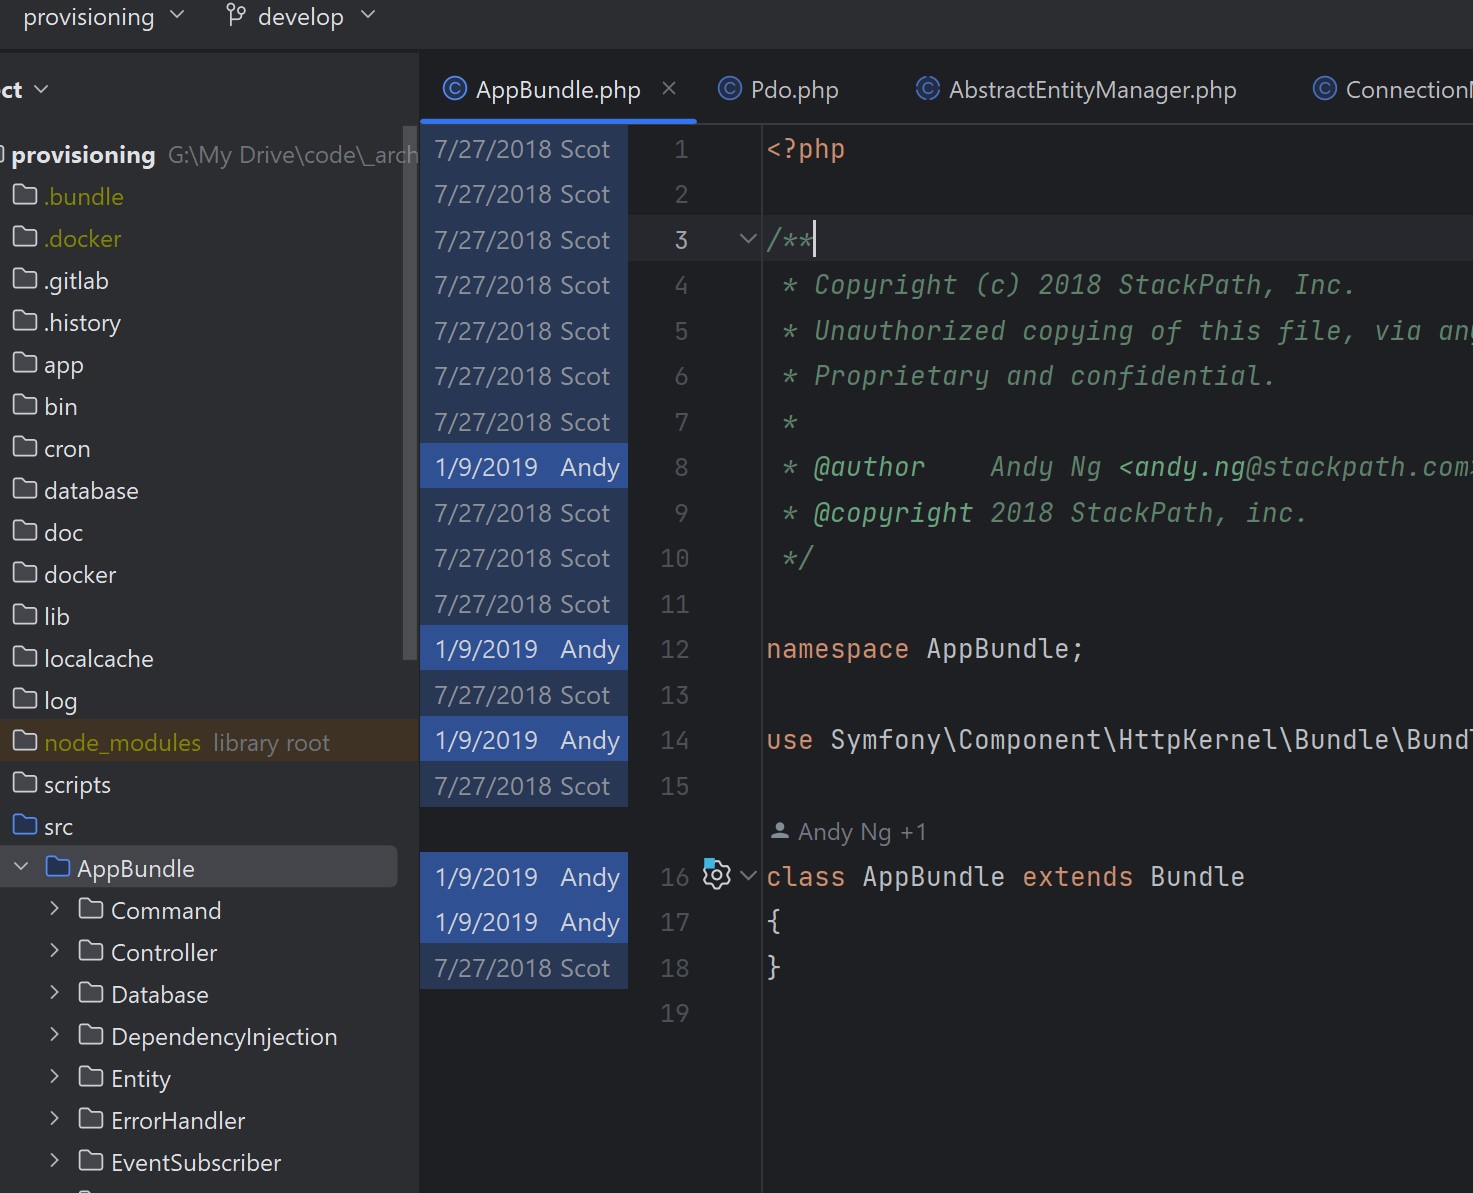 provisioning develop
ct
AppBundle.php Pdo.php AbstractEntityManager.php Connection
provisioning G:\My Drive\code\_arch
.bundle
.docker
.gitlab
.history
app
bin
cron
database
doc
docker
lib
localcache
log
node_modules library root
scripts
src
AppBundle
Command
Controller
Database
DependencyInjection
Entity
ErrorHandler
EventSubscriber
7/27/2018 Scot 1 <?php
7/27/2018 Scot 2
7/27/2018 Scot 3 /**
7/27/2018 Scot 4 * Copyright (c) 2018 StackPath, Inc.
7/27/2018 Scot 5 * Unauthorized copying of this file, via any
7/27/2018 Scot 6 * Proprietary and confidential.
7/27/2018 Scot 7 *
1/9/2019 Andy 8 * @author Andy Ng <andy.ng@stackpath.com>
7/27/2018 Scot 9 * @copyright 2018 StackPath, inc.
7/27/2018 Scot 10 */
7/27/2018 Scot 11
1/9/2019 Andy 12 namespace AppBundle;
7/27/2018 Scot 13
1/9/2019 Andy 14 use Symfony\Component\HttpKernel\Bundle\Bundl
7/27/2018 Scot 15
Andy Ng +1
1/9/2019 Andy 16 class AppBundle extends Bundle
1/9/2019 Andy 17 {
7/27/2018 Scot 18 }
19